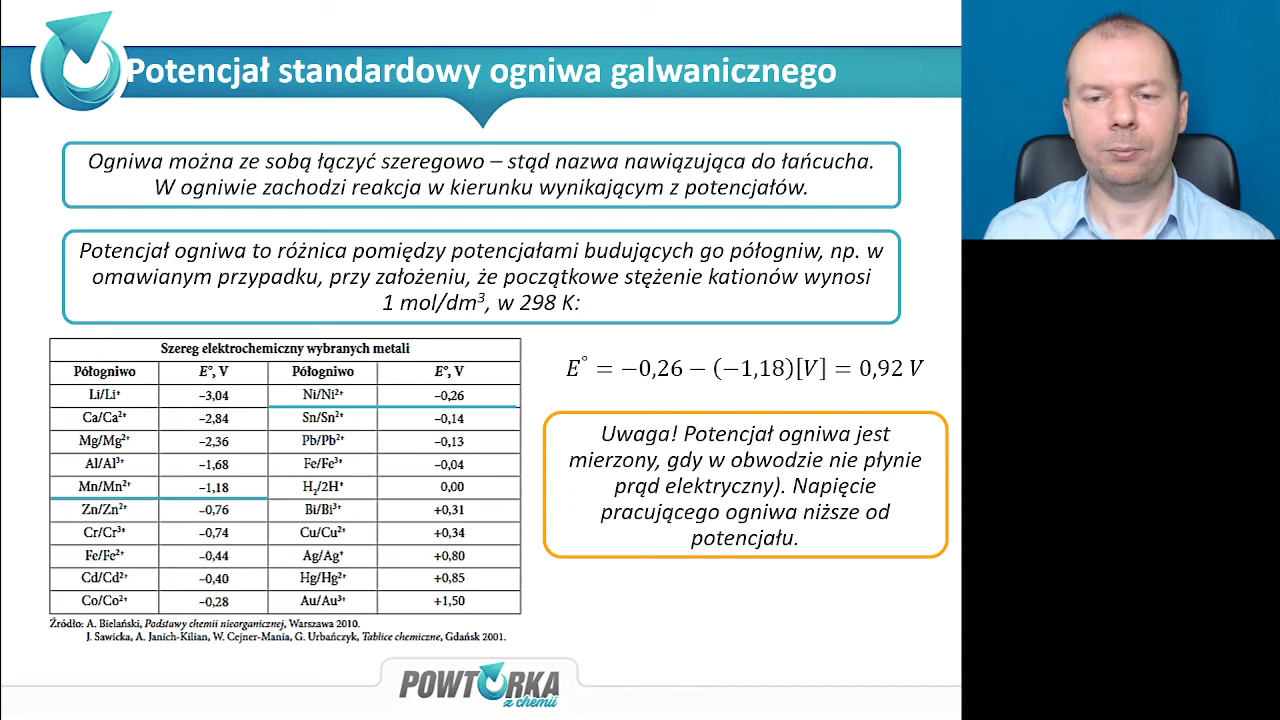 Potencjał standardowy ogniwa galwanicznego
Ogniwa można ze sobą łączyć szeregowo – stąd nazwa nawiązująca do łańcucha.
W ogniwie zachodzi reakcja w kierunku wynikającym z potencjałów.
Potencjał ogniwa to różnica pomiędzy potencjałami budujących go półogniw, np. w
omawianym przypadku, przy założeniu, że początkowe stężenie kationów wynosi
1 mol/dm³, w 298 K:
Szereg elektrochemiczny wybranych metali
Półogniwo E°, V Półogniwo E°, V
Li/Li⁺ –3,04 Ni/Ni²⁺ –0,26
Ca/Ca²⁺ –2,84 Sn/Sn²⁺ –0,14
Mg/Mg²⁺ –2,36 Pb/Pb²⁺ –0,13
Al/Al³⁺ –1,68 Fe/Fe³⁺ –0,04
Mn/Mn²⁺ –1,18 H₂/2H⁺ 0,00
Zn/Zn²⁺ –0,76 Bi/Bi³⁺ +0,31
Cr/Cr³⁺ –0,74 Cu/Cu²⁺ +0,34
Fe/Fe²⁺ –0,44 Ag/Ag⁺ +0,80
Cd/Cd²⁺ –0,40 Hg/Hg²⁺ +0,85
Co/Co²⁺ –0,28 Au/Au³⁺ +1,50
Źródło: A. Bielański, Podstawy chemii nieorganicznej, Warszawa 2010.
J. Sawicka, A. Janich-Kilian, W. Cejner-Mania, G. Urbańczyk, Tablice chemiczne, Gdańsk 2001.
E° = −0,26 − (−1,18)[V] = 0,92 V
Uwaga! Potencjał ogniwa jest
mierzony, gdy w obwodzie nie płynie
prąd elektryczny). Napięcie
pracującego ogniwa niższe od
potencjału.
POWTÓRKA
z chemii